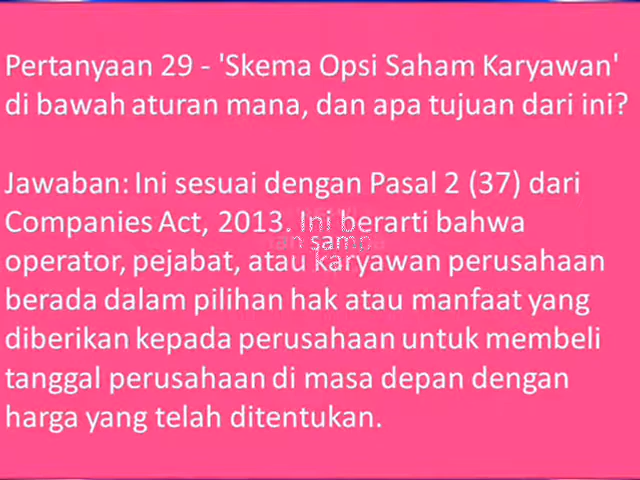 Pertanyaan 29 - 'Skema Opsi Saham Karyawan'
di bawah aturan mana, dan apa tujuan dari ini?
Jawaban: Ini sesuai dengan Pasal 2 (37) dari
Companies Act, 2013. Ini berarti bahwa
operator, pejabat, atau karyawan perusahaan
berada dalam pilihan hak atau manfaat yang
diberikan kepada perusahaan untuk membeli
tanggal perusahaan di masa depan dengan
harga yang telah ditentukan.